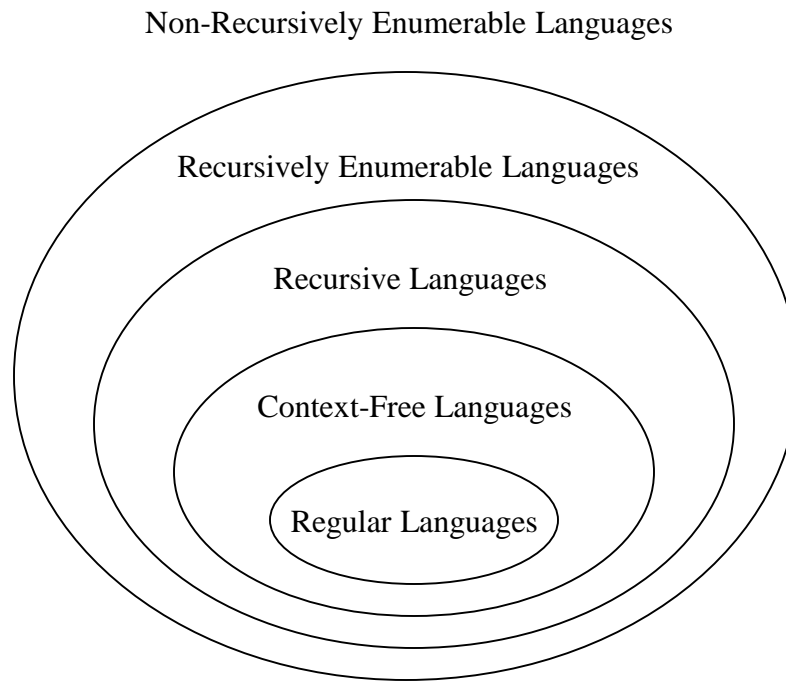 Non-Recursively Enumerable Languages
Recursively Enumerable Languages
Recursive Languages
Context-Free Languages
Regular Languages